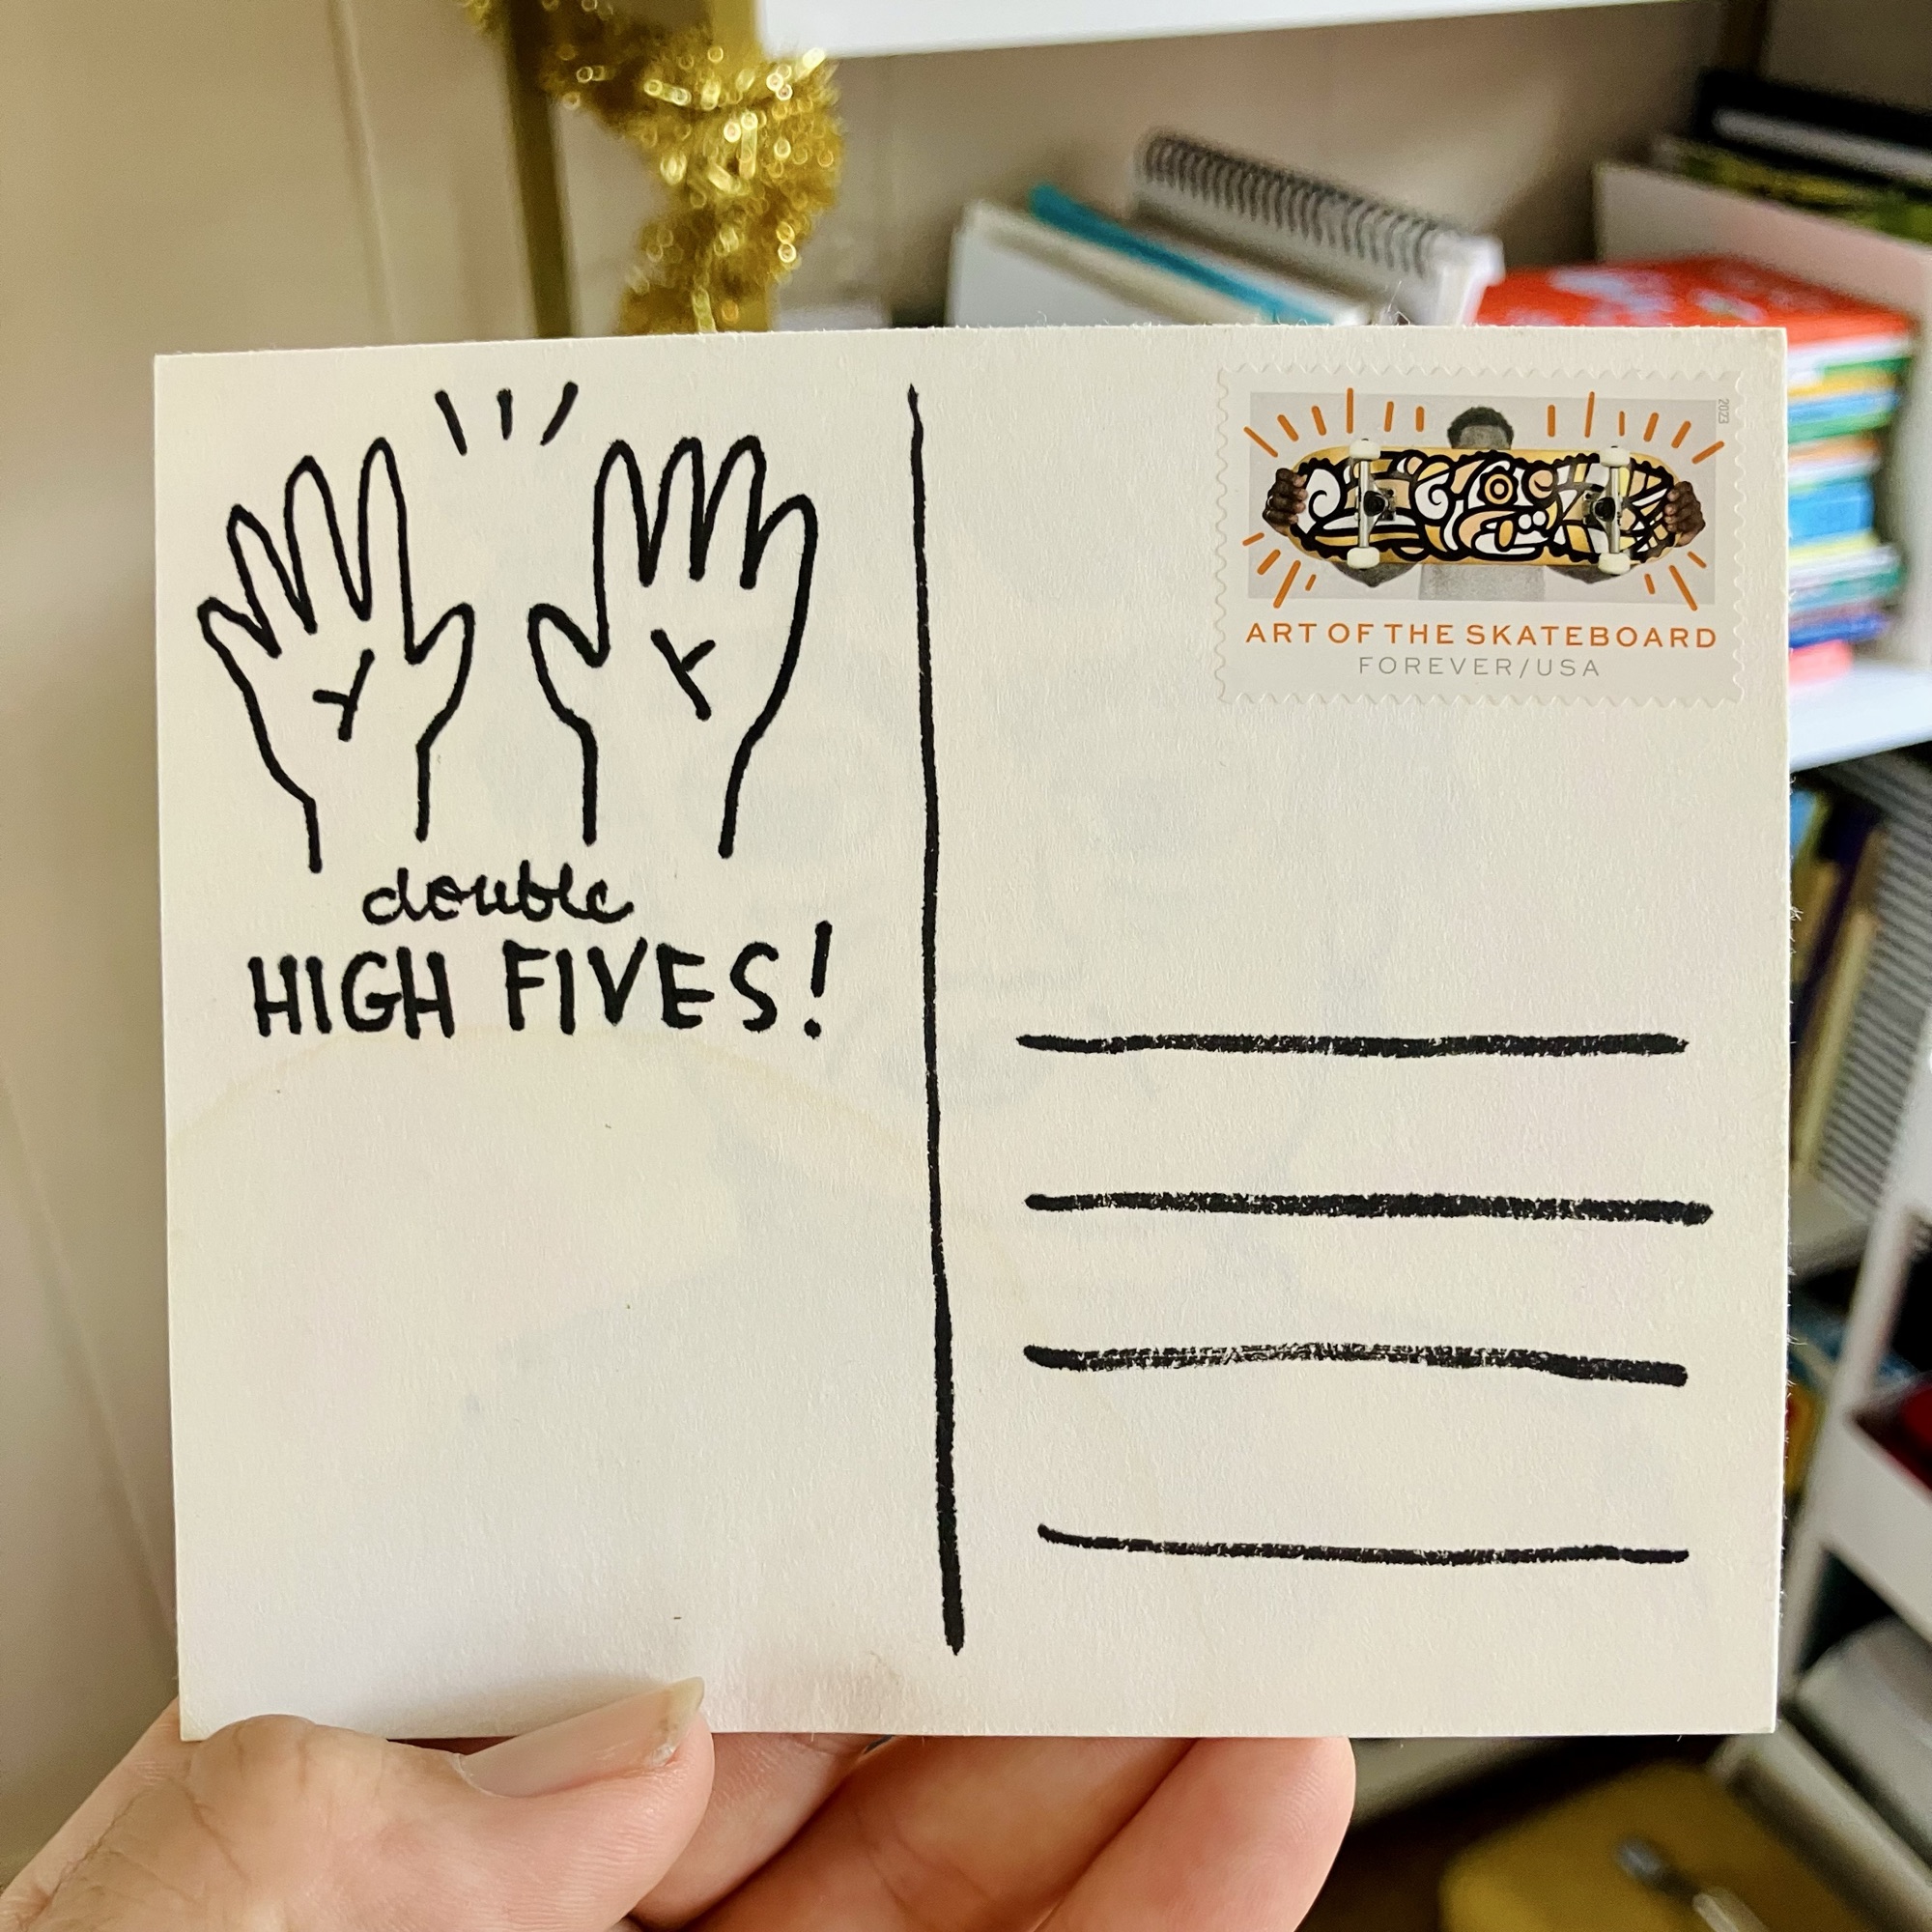 double
HIGH FIVES!
2023
ART OF THE SKATEBOARD
FOREVER/USA